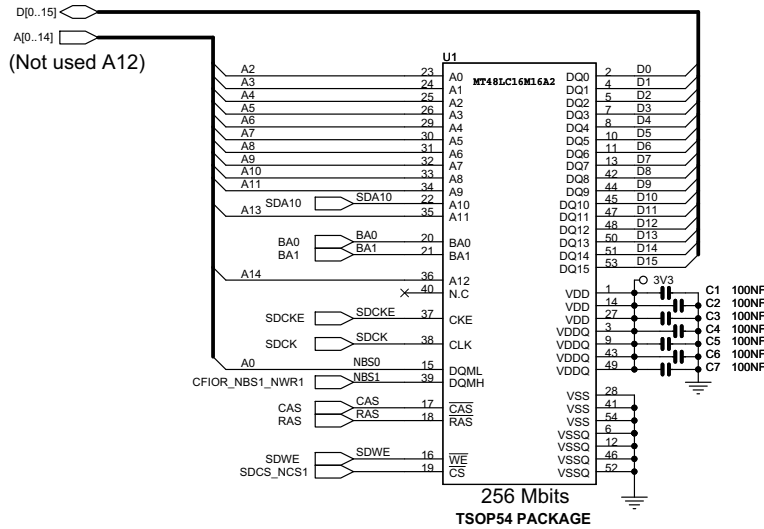 D[0..15]
A[0..14]
(Not used A12)
U1
MT48LC16M16A2
A2 23 A0 DQ0 2 D0
A3 24 A1 DQ1 4 D1
A4 25 A2 DQ2 5 D2
A5 26 A3 DQ3 7 D3
A6 29 A4 DQ4 8 D4
A7 30 A5 DQ5 10 D5
A8 31 A6 DQ6 11 D6
A9 32 A7 DQ7 13 D7
A10 33 A8 DQ8 42 D8
A11 34 A9 DQ9 44 D9
SDA10 SDA10 22 A10 DQ10 45 D10
A13 35 A11 DQ11 47 D11
DQ12 48 D12
BA0 BA0 20 BA0 DQ13 50 D13
BA1 BA1 21 BA1 DQ14 51 D14
DQ15 53 D15
A14 36 A12
3V3
40 N.C VDD 1 C1 100NF
VDD 14 C2 100NF
SDCKE SDCKE 37 CKE VDD 27 C3 100NF
VDDQ 3 C4 100NF
SDCK SDCK 38 CLK VDDQ 9 C5 100NF
VDDQ 43 C6 100NF
A0 NBS0 15 DQML VDDQ 49 C7 100NF
CFIOR_NBS1_NWR1 NBS1 39 DQMH
VSS 28
CAS CAS 17 CAS VSS 41
RAS RAS 18 RAS VSS 54
VSSQ 6
VSSQ 12
SDWE SDWE 16 WE VSSQ 46
SDCS_NCS1 19 CS VSSQ 52
256 Mbits
TSOP54 PACKAGE